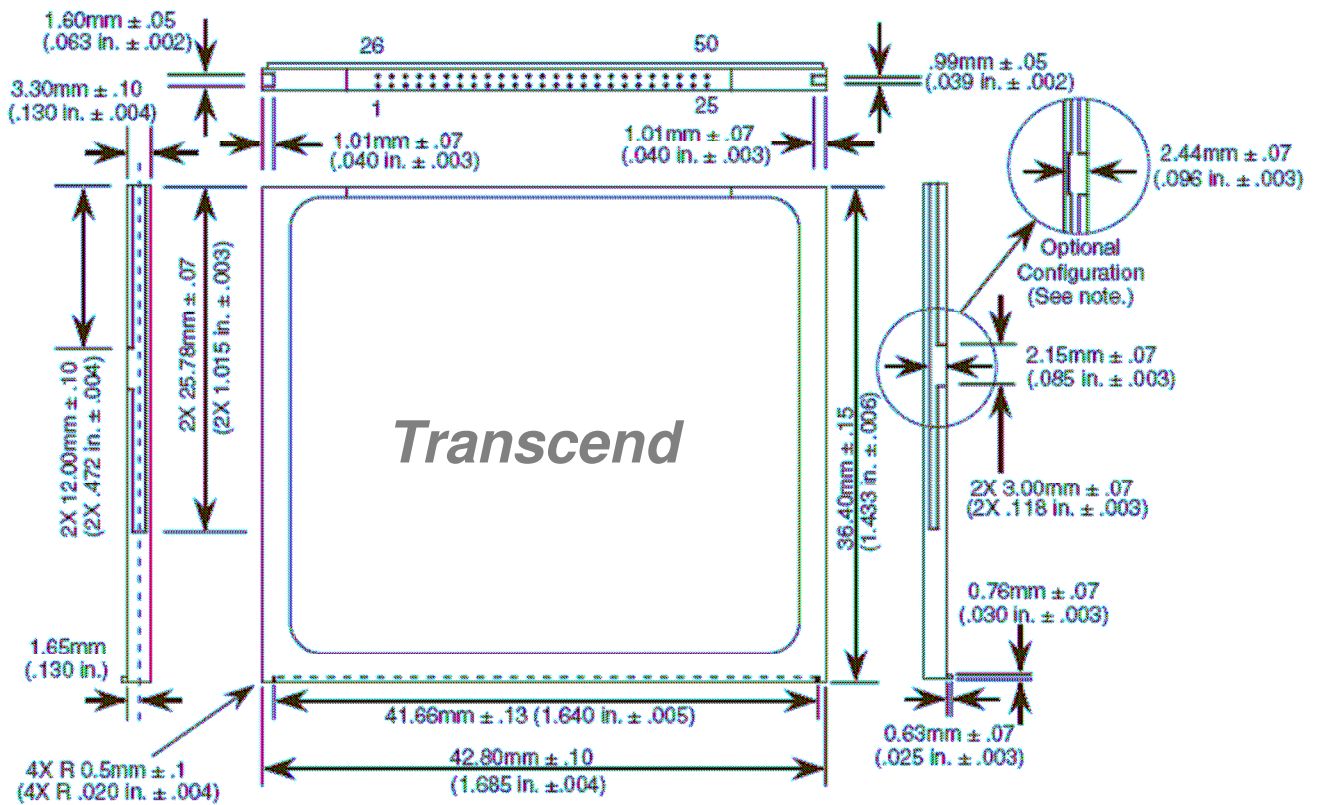 1.60mm ± .05
(.063 in. ± .002)
26
50
.99mm ± .05
(.039 in. ± .002)
3.30mm ± .10
(.130 in. ± .004)
1
25
1.01mm ± .07
(.040 in. ± .003)
1.01mm ± .07
(.040 in. ± .003)
2.44mm ± .07
(.096 in. ± .003)
Optional
Configuration
(See note.)
2X 12.00mm ± .10
(2X .472 in. ± .004)
2X 25.78mm ± .07
(2X 1.015 in. ± .003)
Transcend
36.40mm ± .15
(1.433 in. ± .006)
2.15mm ± .07
(.085 in. ± .003)
2X 3.00mm ± .07
(2X .118 in. ± .003)
0.76mm ± .07
(.030 in. ± .003)
1.65mm
(.130 in.)
41.66mm ± .13 (1.640 in. ± .005)
0.63mm ± .07
(.025 in. ± .003)
42.80mm ± .10
(1.685 in. ± .004)
4X R 0.5mm ± .1
(4X R .020 in. ± .004)